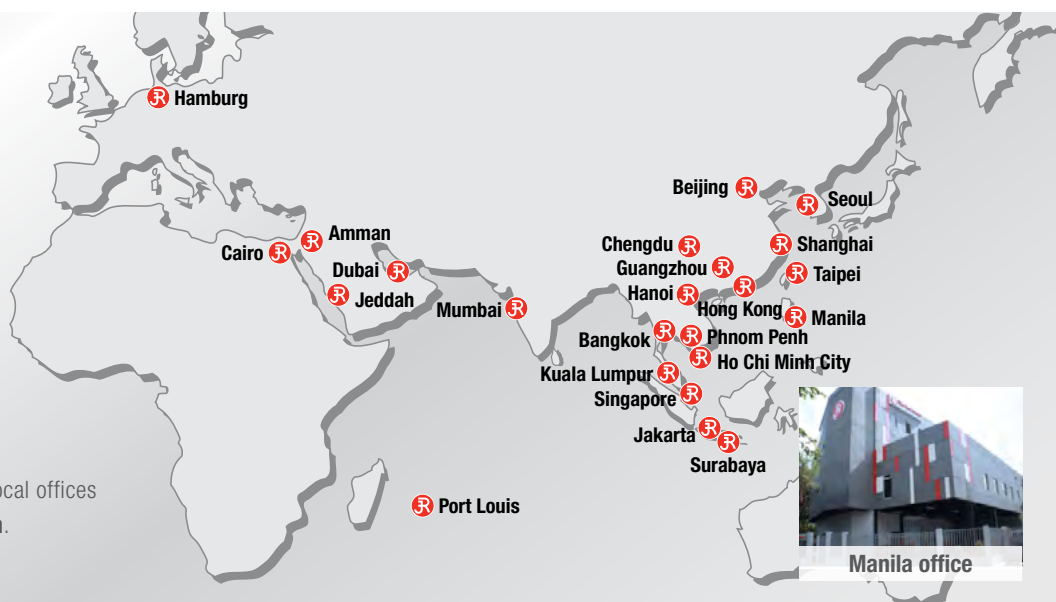 Hamburg
Beijing
Seoul
Amman
Cairo
Chengdu
Shanghai
Dubai
Guangzhou
Taipei
Jeddah
Hanoi
Mumbai
Hong Kong
Manila
Bangkok
Phnom Penh
Ho Chi Minh City
Kuala Lumpur
Singapore
Jakarta
Surabaya
ocal offices
Port Louis
.
Manila office